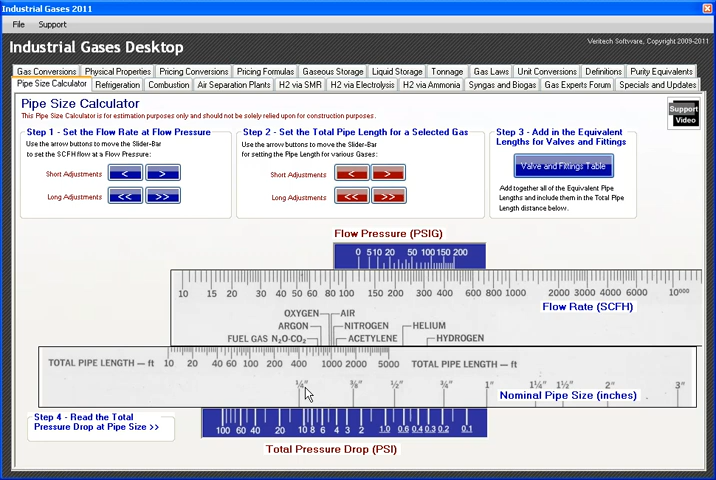 Industrial Gases 2011
File Support
Industrial Gases Desktop
Veritech Software, Copyright 2009-2011
Gas Conversions Physical Properties Pricing Conversions Pricing Formulas Gaseous Storage Liquid Storage Tonnage Gas Laws Unit Conversions Definitions Purity Equivalents
Pipe Size Calculator Refrigeration Combustion Air Separation Plants H2 via SMR H2 via Electrolysis H2 via Ammonia Syngas and Biogas Gas Experts Forum Specials and Updates
Pipe Size Calculator
This Pipe Size Calculator is for estimation purposes only and should not be solely relied upon for construction purposes.
Support
Video
Step 1 - Set the Flow Rate at Flow Pressure
Use the arrow buttons to move the Slider-Bar
to set the SCFH flow at a Flow Pressure:
Short Adjustments < >
Long Adjustments << >>
Step 2 - Set the Total Pipe Length for a Selected Gas
Use the arrow buttons to move the Slider-Bar
for setting the Pipe Length for various Gases:
Short Adjustments < >
Long Adjustments << >>
Step 3 - Add in the Equivalent
Lengths for Valves and Fittings
Valve and Fittings Table
Add together all of the Equivalent Pipe
Lengths and include them in the Total Pipe
Length distance below.
Flow Pressure (PSIG)
0 5 10 20 50 100 150 200
10 15 20 30 40 50 60 80 100 150 200 300 400 600 800 1000 2000 3000 4000 6000 10000
Flow Rate (SCFH)
OXYGEN AIR
ARGON NITROGEN HELIUM
FUEL GAS N₂O-CO₂ ACETYLENE HYDROGEN
TOTAL PIPE LENGTH — ft 10 20 40 60 100 200 400 1000 2000 5000 TOTAL PIPE LENGTH — ft
¼" ⅜" ½" ¾" 1" 1¼" 1½" 2" 3"
Nominal Pipe Size (inches)
Step 4 - Read the Total
Pressure Drop at Pipe Size >>
100 60 40 20 10 8 6 4 3 2 1.0 0.6 0.4 0.3 0.2 0.1
Total Pressure Drop (PSI)